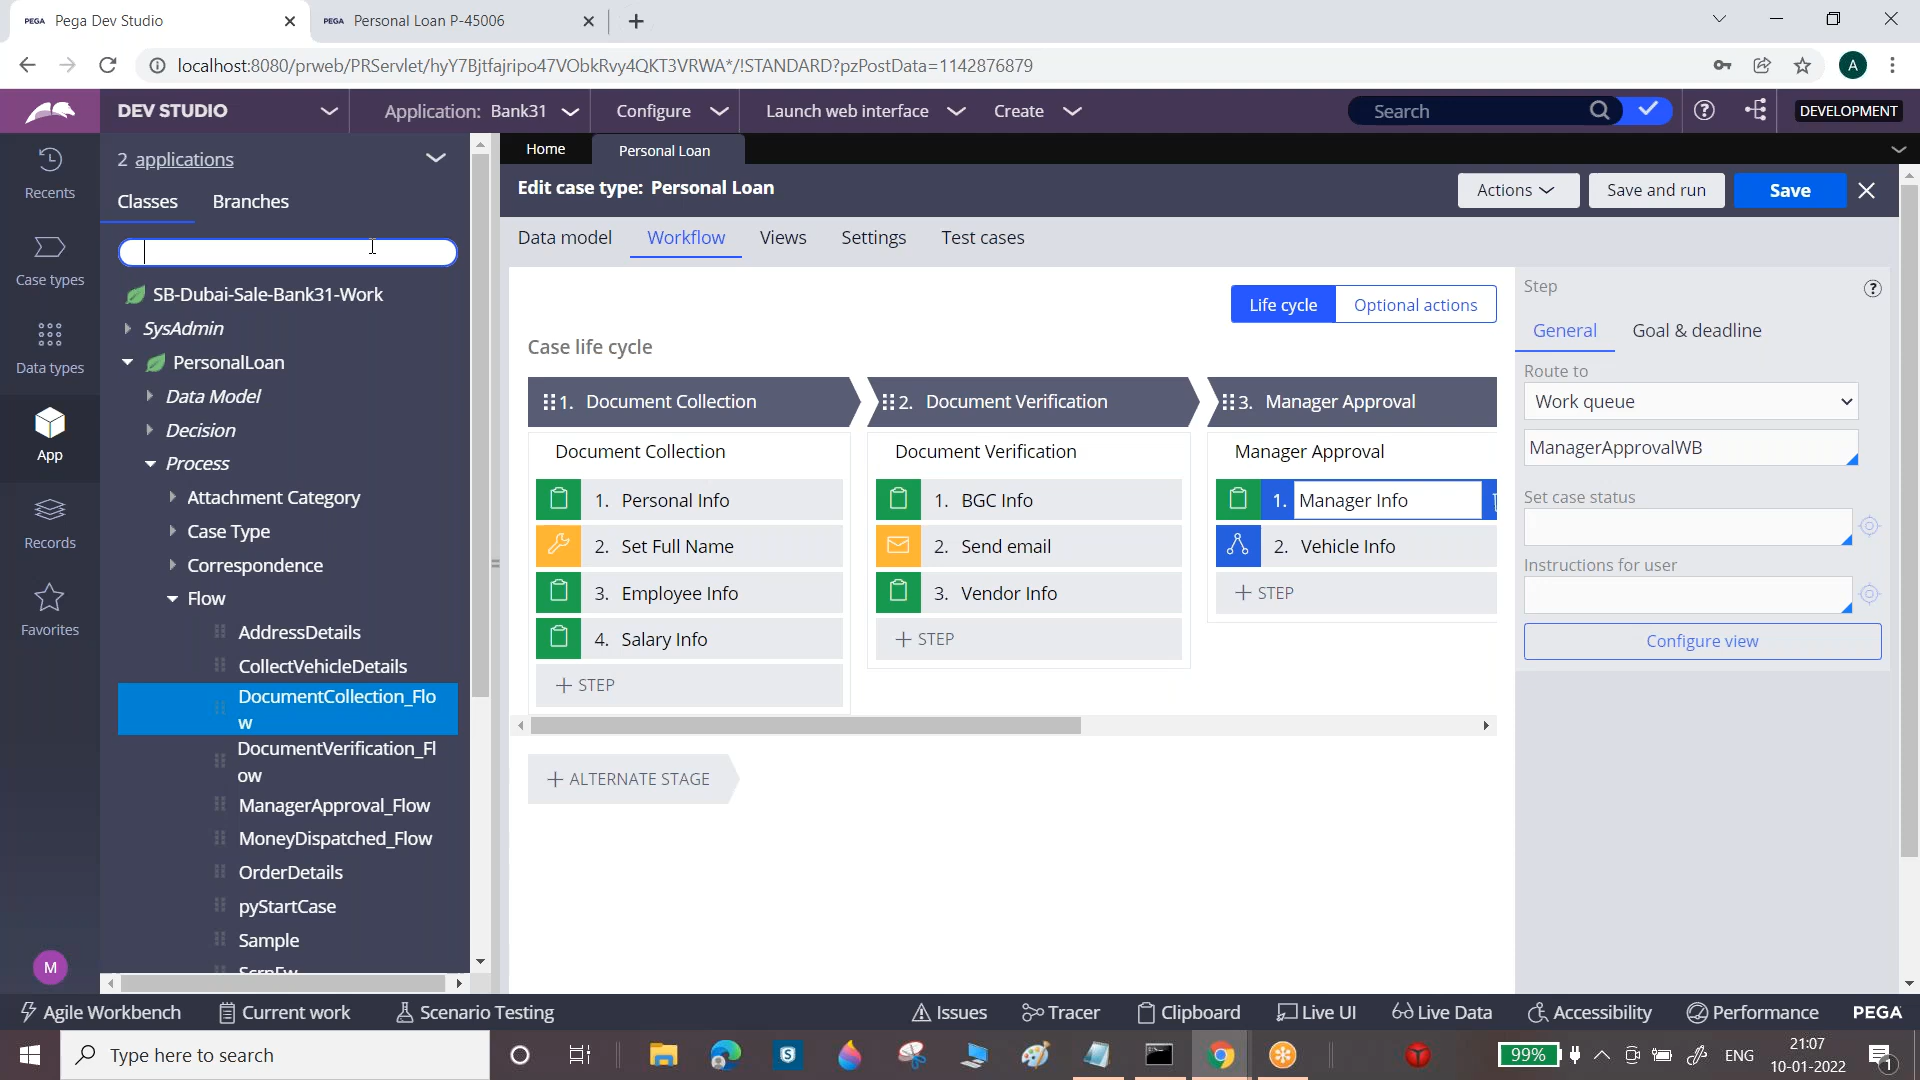 PEGA Pega Dev Studio
PEGA Personal Loan P-45006
localhost:8080/prweb/PRServlet/hyY7Bjtfajripo47VObkRvy4QKT3VRWA*/!STANDARD?pzPostData=1142876879
A
DEV STUDIO
Application: Bank31
Configure
Launch web interface
Create
Search
DEVELOPMENT
Recents
Case types
Data types
App
Records
Favorites
M
2 applications
Classes
Branches
SB-Dubai-Sale-Bank31-Work
SysAdmin
PersonalLoan
Data Model
Decision
Process
Attachment Category
Case Type
Correspondence
Flow
AddressDetails
CollectVehicleDetails
DocumentCollection_Flo
w
DocumentVerification_Fl
ow
ManagerApproval_Flow
MoneyDispatched_Flow
OrderDetails
pyStartCase
Sample
ScrnFw
Home
Personal Loan
Edit case type: Personal Loan
Actions
Save and run
Save
Data model
Workflow
Views
Settings
Test cases
Life cycle
Optional actions
Case life cycle
1. Document Collection
2. Document Verification
3. Manager Approval
Document Collection
1. Personal Info
2. Set Full Name
3. Employee Info
4. Salary Info
+ STEP
Document Verification
1. BGC Info
2. Send email
3. Vendor Info
+ STEP
Manager Approval
1. Manager Info
2. Vehicle Info
+ STEP
+ ALTERNATE STAGE
Step
General
Goal & deadline
Route to
Work queue
ManagerApprovalWB
Set case status
Instructions for user
Configure view
Agile Workbench
Current work
Scenario Testing
Issues
Tracer
Clipboard
Live UI
Live Data
Accessibility
Performance
PEGA
Type here to search
99%
ENG
21:07
10-01-2022
1